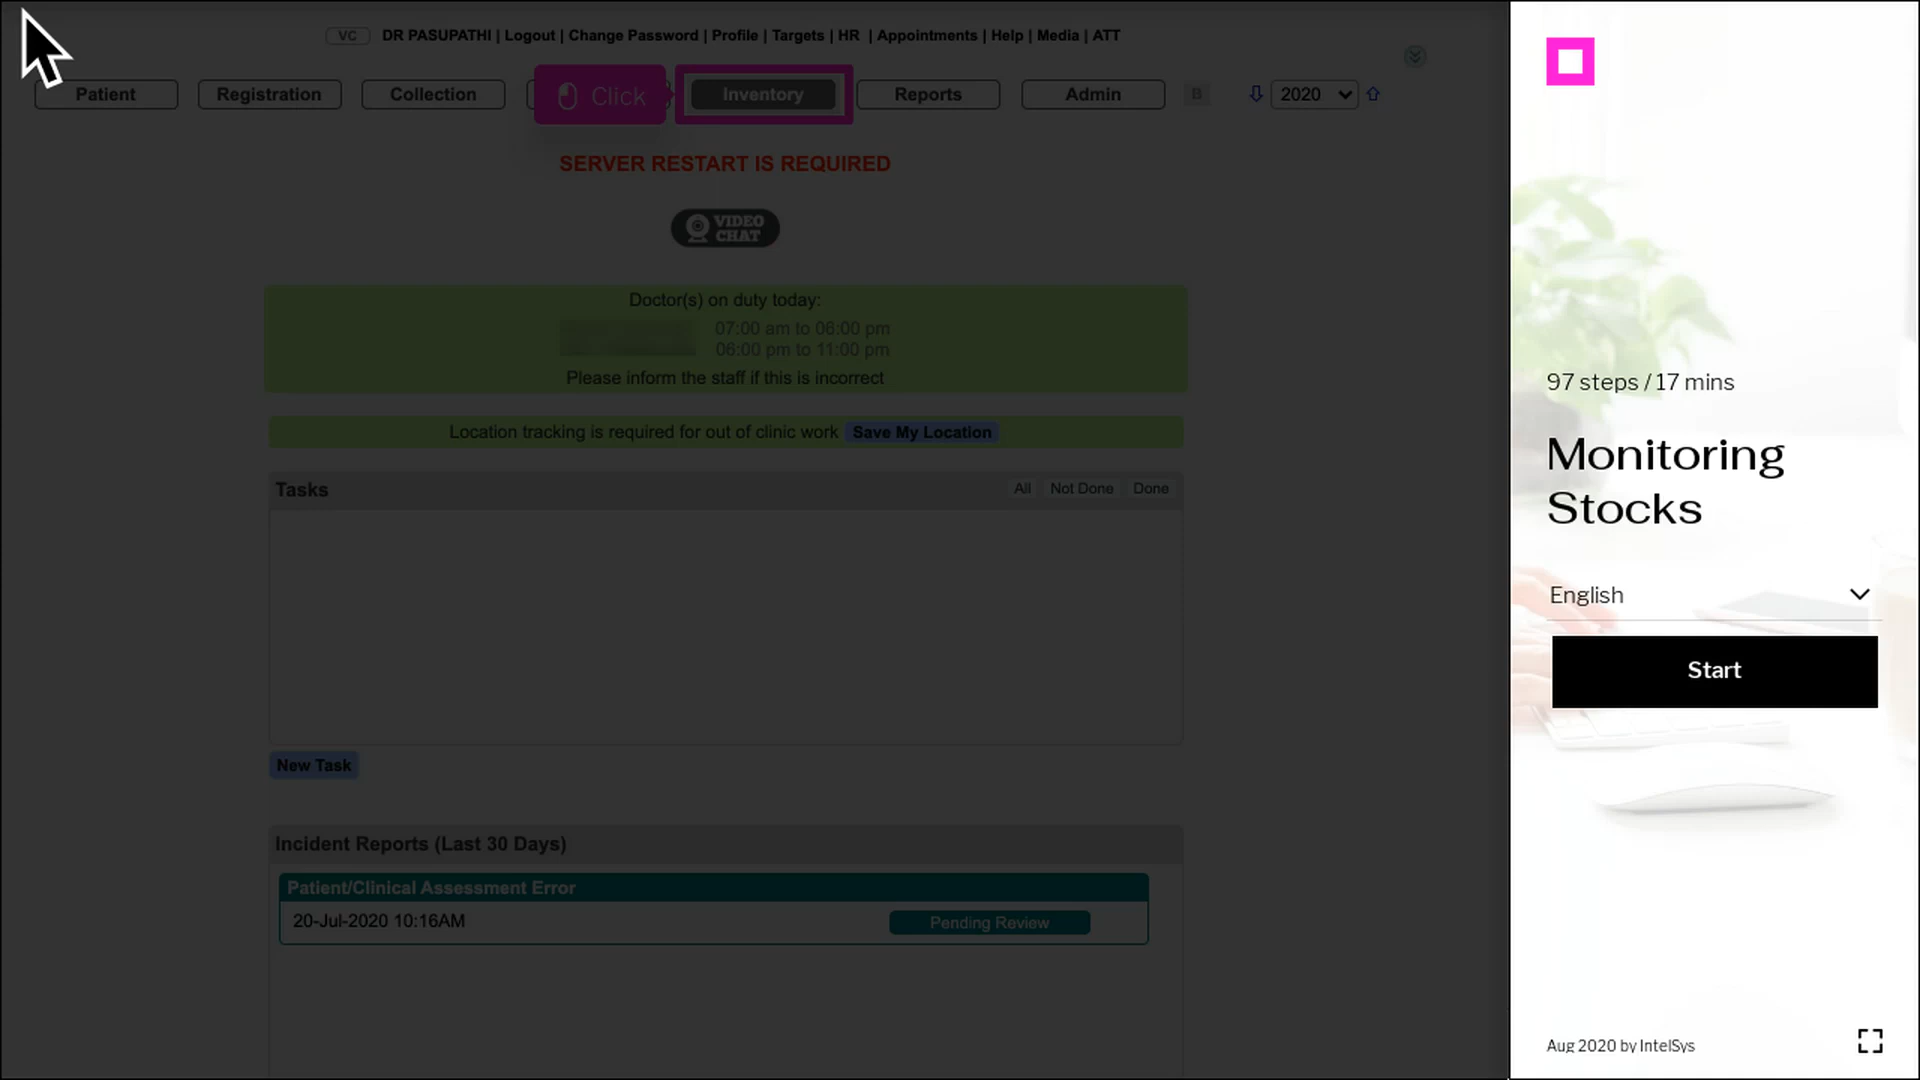 VC DR PASUPATHI | Logout | Change Password | Profile | Targets | HR | Appointments | Help | Media | ATT
Patient Registration Collection Click Inventory Reports Admin B 2020
SERVER RESTART IS REQUIRED
VIDEO
CHAT
Doctor(s) on duty today:
07:00 am to 06:00 pm
06:00 pm to 11:00 pm
Please inform the staff if this is incorrect
Location tracking is required for out of clinic work Save My Location
Tasks All Not Done Done
New Task
Incident Reports (Last 30 Days)
Patient/Clinical Assessment Error
20-Jul-2020 10:16AM Pending Review
97 steps / 17 mins
Monitoring
Stocks
English
Start
Aug 2020 by IntelSys